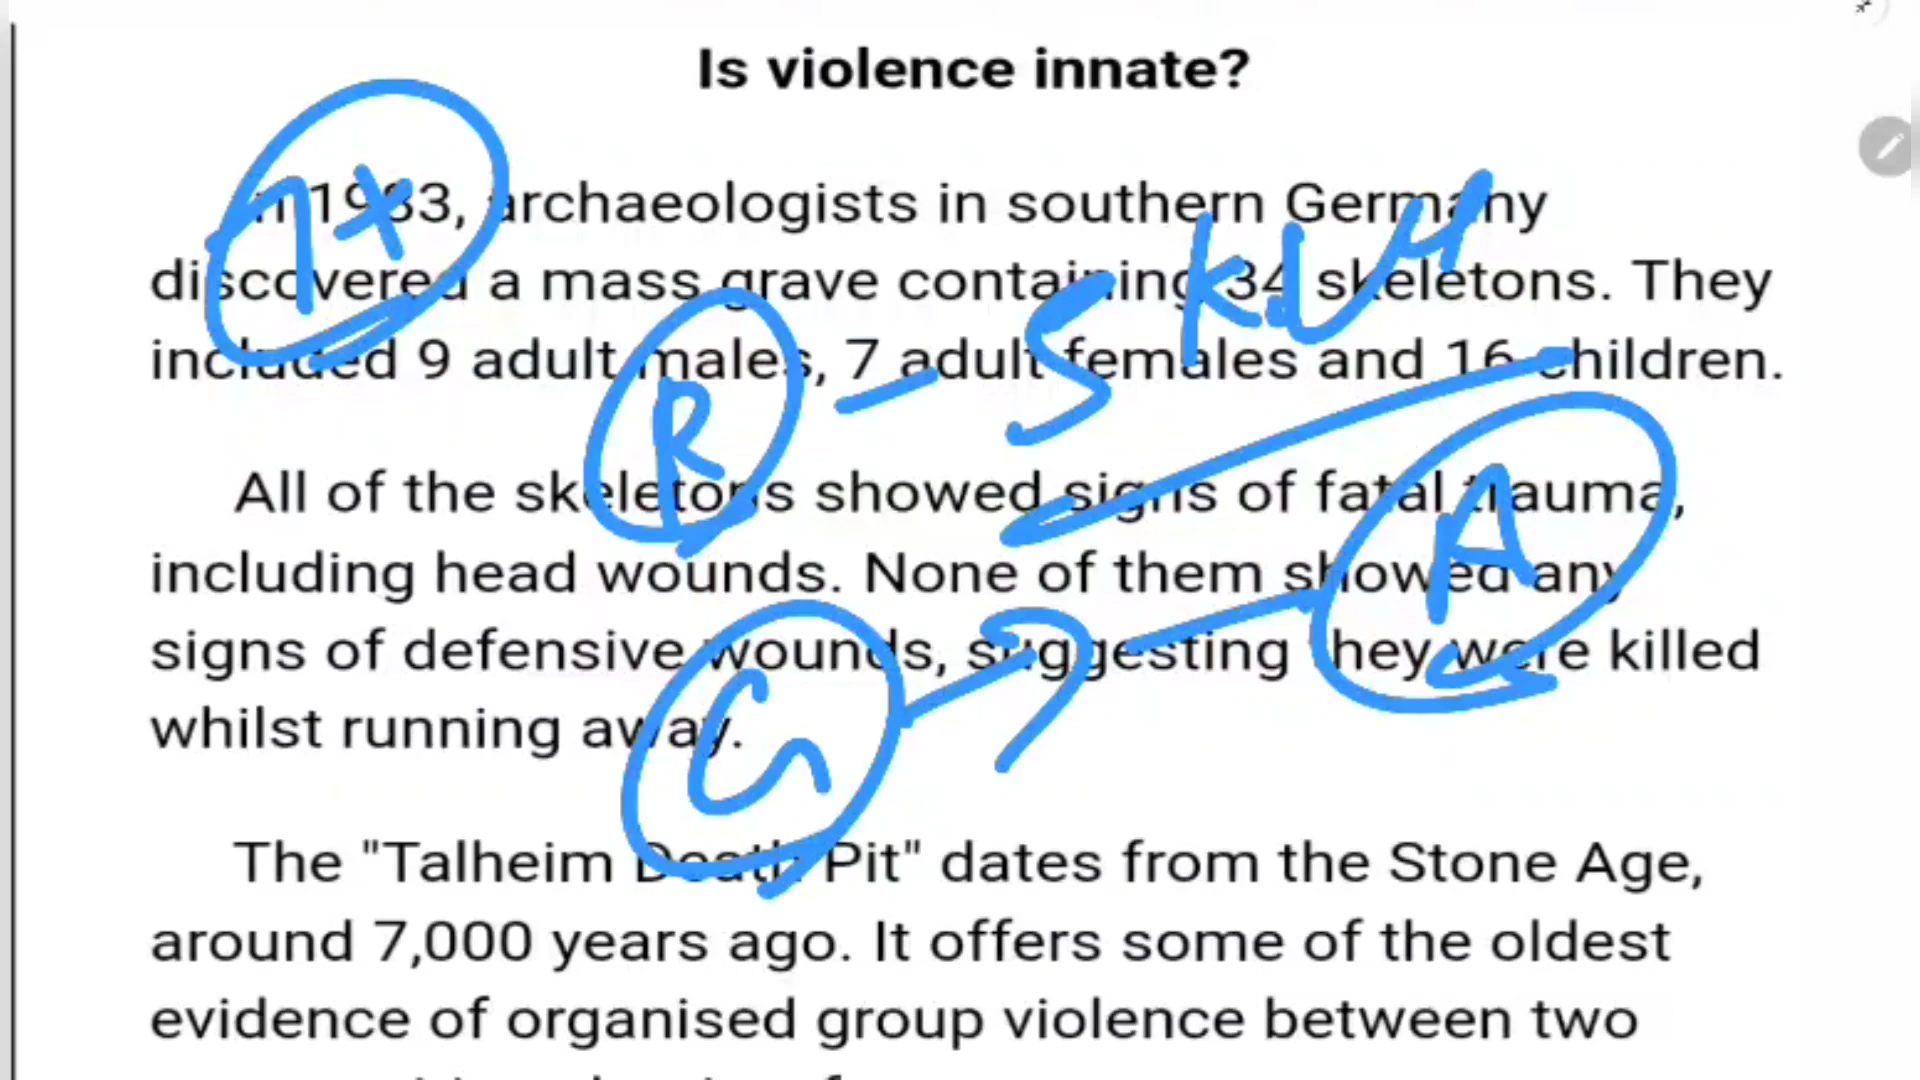 Is violence innate?
In 1983, archaeologists in southern Germany
discovered a mass grave containing 34 skeletons. They
included 9 adult males, 7 adult females and 16 children.
All of the skeletons showed signs of fatal trauma,
including head wounds. None of them showed any
signs of defensive wounds, suggesting they were killed
whilst running away.
The "Talheim Death Pit" dates from the Stone Age,
around 7,000 years ago. It offers some of the oldest
evidence of organised group violence between two
7x
R
A
G